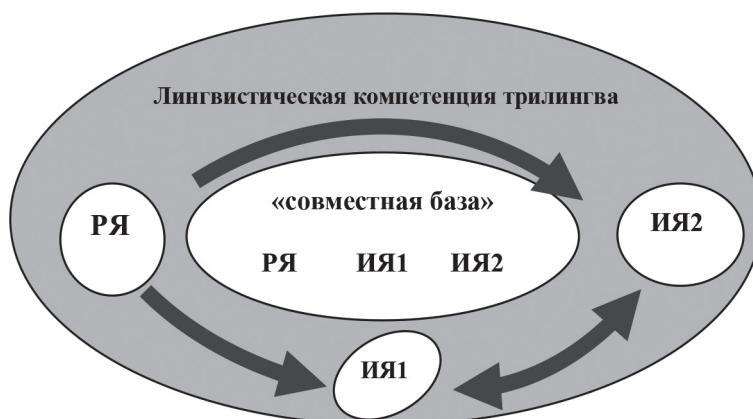 Лингвистическая компетенция трилингва
«совместная база»
РЯ
ИЯ2
РЯ ИЯ1 ИЯ2
ИЯ1